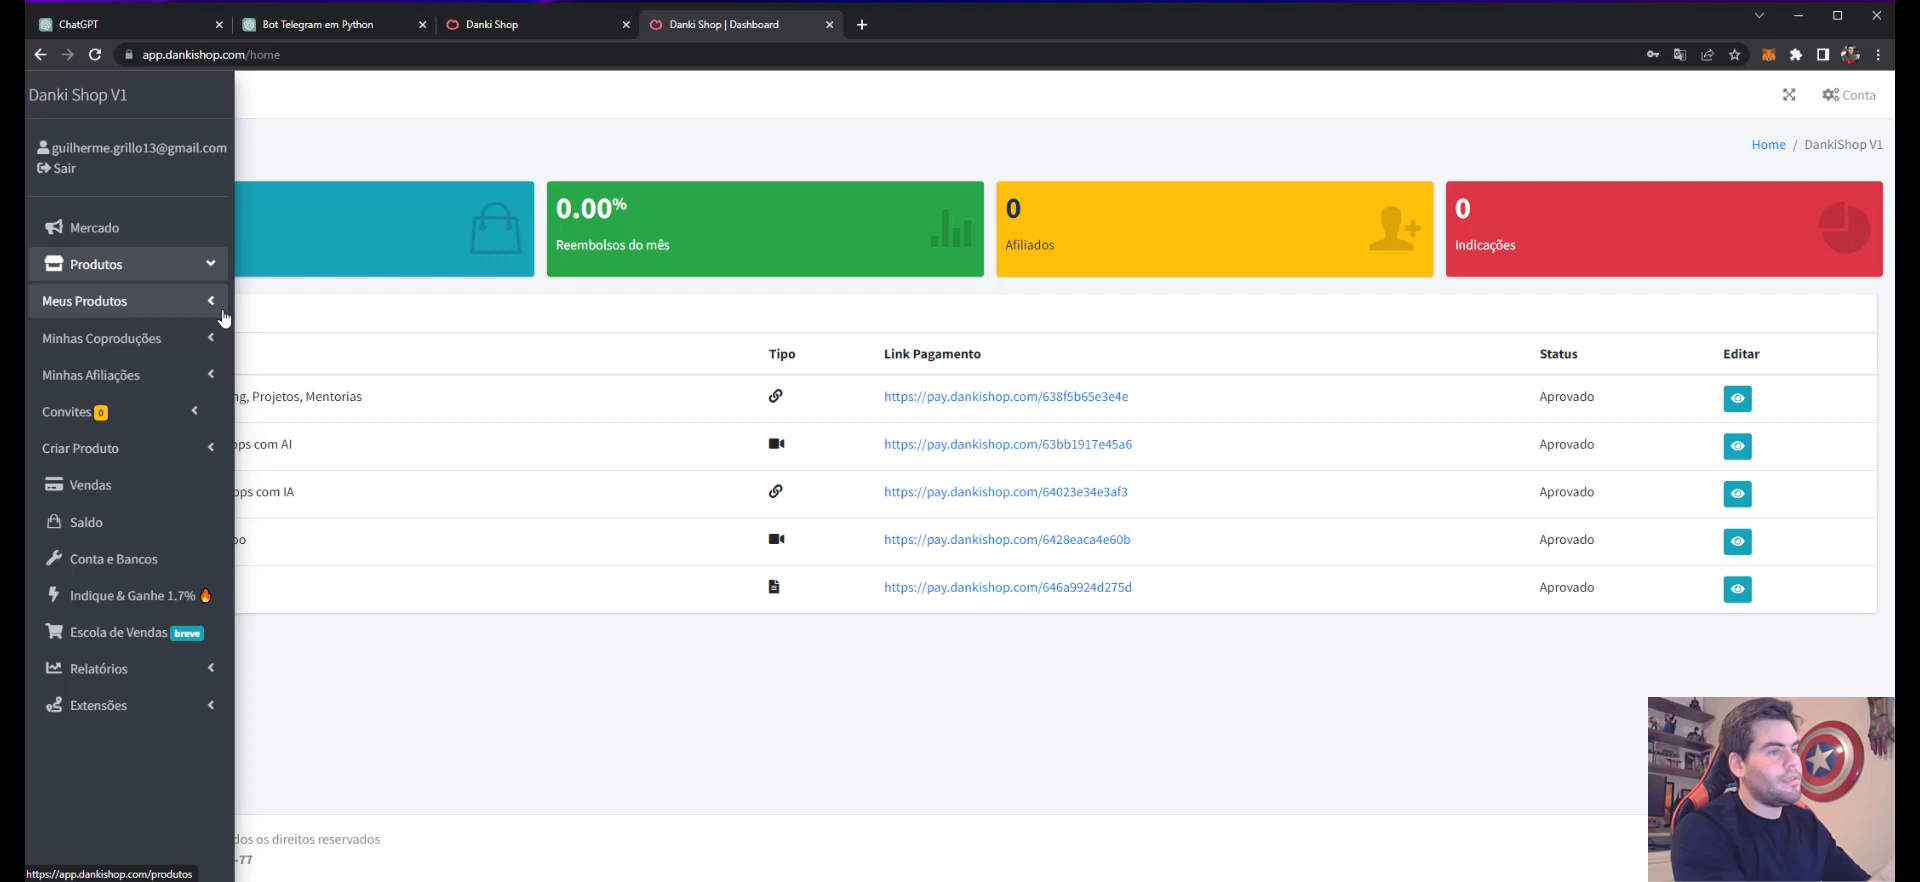 ChatGPT
Bot Telegram em Python
Danki Shop
Danki Shop | Dashboard
app.dankishop.com/home
Danki Shop V1
Conta
guilherme.grillo13@gmail.com
Sair
Home / DankiShop V1
0.00%
Reembolsos do mês
0
Afiliados
0
Indicações
Mercado
Produtos
Meus Produtos
Minhas Coproduções
Minhas Afiliações
Convites 0
Criar Produto
Vendas
Saldo
Conta e Bancos
Indique & Ganhe 1.7% 🔥
Escola de Vendas breve
Relatórios
Extensões
Tipo Link Pagamento Status Editar
ng, Projetos, Mentorias https://pay.dankishop.com/638f5b65e3e4e Aprovado
ops com AI https://pay.dankishop.com/63bb1917e45a6 Aprovado
ops com IA https://pay.dankishop.com/64023e34e3af3 Aprovado
bo https://pay.dankishop.com/6428eaca4e60b Aprovado
https://pay.dankishop.com/646a9924d275d Aprovado
dos os direitos reservados
-77
https://app.dankishop.com/produtos